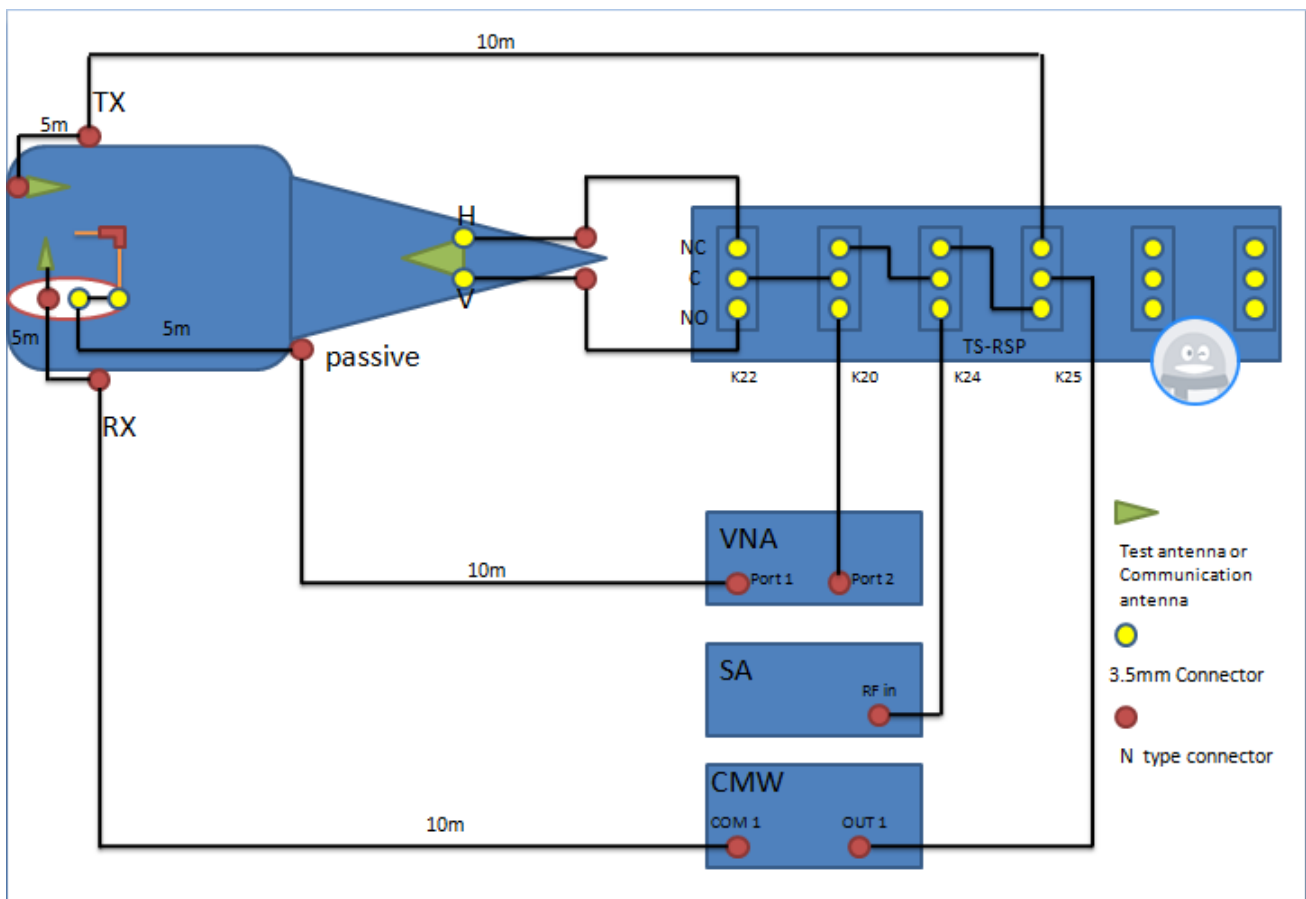 10m
TX
5m
H
V
NC
C
NO
5m
5m
passive
TS-RSP
K22
K20
K24
K25
RX
VNA
Port 1
Port 2
10m
Test antenna or
Communication
antenna
SA
RF in
3.5mm Connector
N type connector
CMW
COM 1
OUT 1
10m